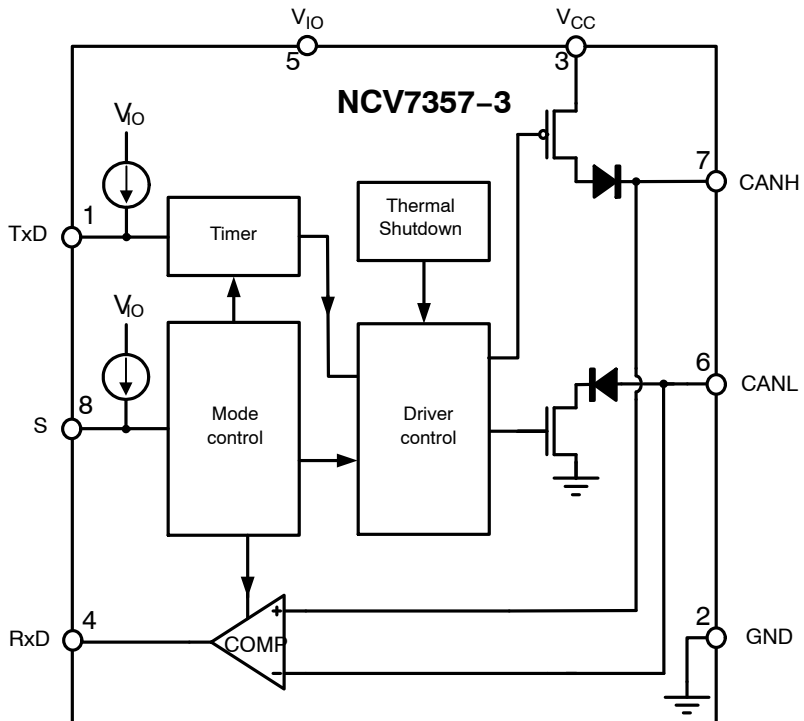 VIO
VCC
5
3
NCV7357–3
VIO
7
CANH
1
TxD
Timer
Thermal
Shutdown
VIO
6
CANL
8
S
Mode
control
Driver
control
4
RxD
+
COMP
–
2
GND